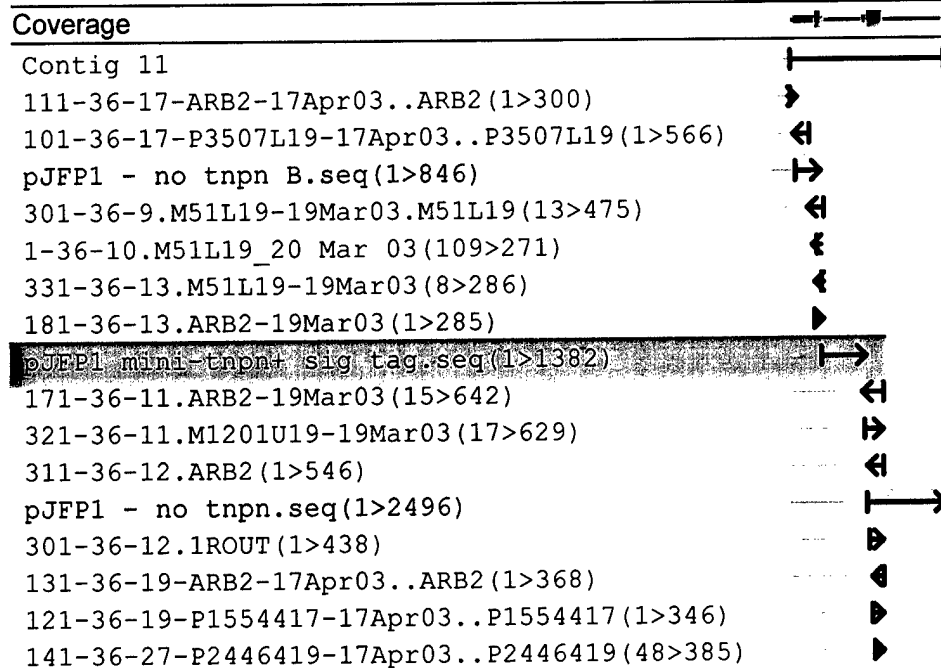 Coverage
Contig 11
111-36-17-ARB2-17Apr03..ARB2(1>300)
101-36-17-P3507L19-17Apr03..P3507L19(1>566)
pJFP1 - no tnpn B.seq(1>846)
301-36-9.M51L19-19Mar03.M51L19(13>475)
1-36-10.M51L19_20 Mar 03(109>271)
331-36-13.M51L19-19Mar03(8>286)
181-36-13.ARB2-19Mar03(1>285)
pJFP1 mini-tnpn+ sig tag.seq(1>1382)
171-36-11.ARB2-19Mar03(15>642)
321-36-11.M1201U19-19Mar03(17>629)
311-36-12.ARB2(1>546)
pJFP1 - no tnpn.seq(1>2496)
301-36-12.1ROUT(1>438)
131-36-19-ARB2-17Apr03..ARB2(1>368)
121-36-19-P1554417-17Apr03..P1554417(1>346)
141-36-27-P2446419-17Apr03..P2446419(48>385)